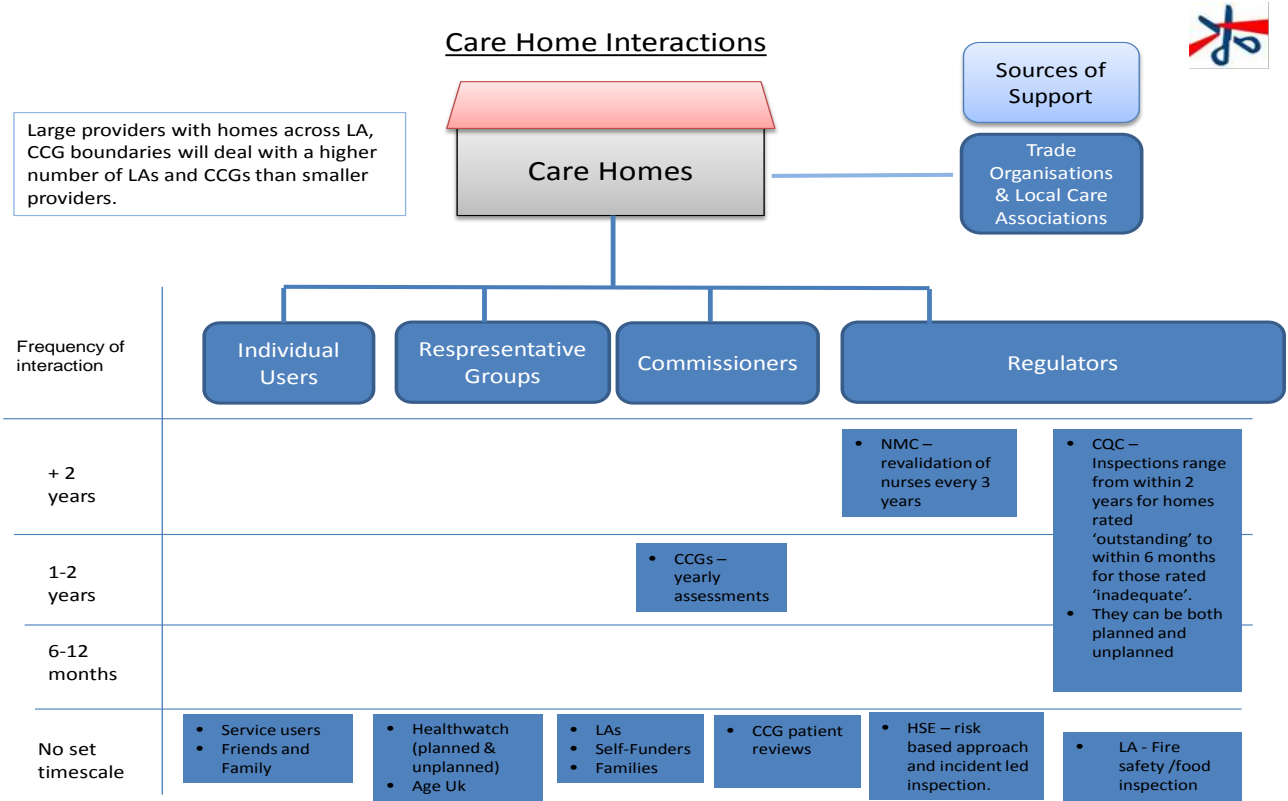 Care Home Interactions
Sources of
Support
Large providers with homes across LA,
CCG boundaries will deal with a higher
number of LAs and CCGs than smaller
providers.
Care Homes
Trade
Organisations
& Local Care
Associations
Frequency of
interaction
Individual
Users
Respresentative
Groups
Commissioners
Regulators
+ 2
years
• NMC –
revalidation of
nurses every 3
years
• CQC –
Inspections range
from within 2
years for homes
rated
‘outstanding’ to
within 6 months
for those rated
‘inadequate’.
• They can be both
planned and
unplanned
1-2
years
• CCGs –
yearly
assessments
6-12
months
No set
timescale
• Service users
• Friends and
Family
• Healthwatch
(planned &
unplanned)
• Age Uk
• LAs
• Self-Funders
• Families
• CCG patient
reviews
• HSE – risk
based approach
and incident led
inspection.
• LA - Fire
safety /food
inspection